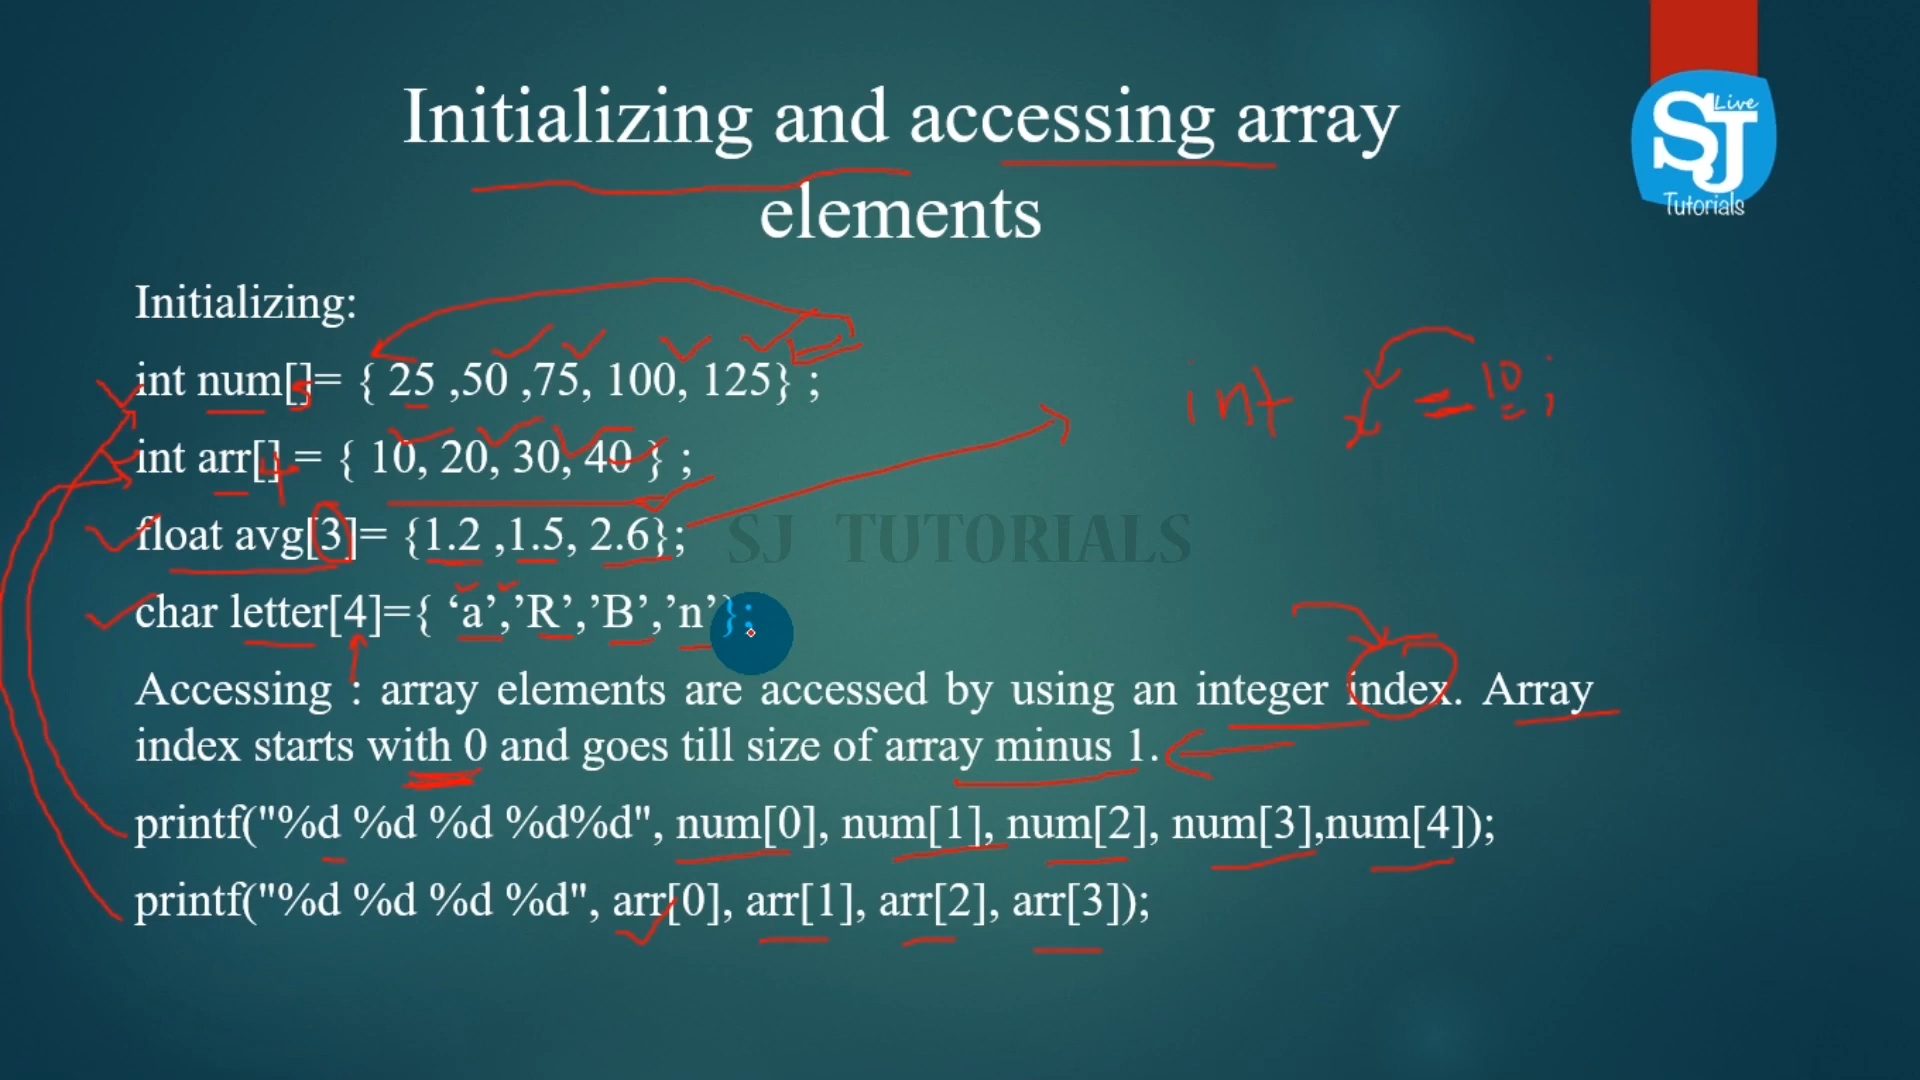 Initializing and accessing array
elements
Live
SJ
Tutorials
Initializing:
int num[]= { 25 ,50 ,75, 100, 125} ;
5
int x = 10;
int arr[] = { 10, 20, 30, 40 } ;
4
float avg[3]= {1.2 ,1.5, 2.6};
SJ TUTORIALS
char letter[4]={ ‘a’,’R’,’B’,’n’};
Accessing : array elements are accessed by using an integer index. Array
index starts with 0 and goes till size of array minus 1.
printf("%d %d %d %d%d", num[0], num[1], num[2], num[3],num[4]);
printf("%d %d %d %d", arr[0], arr[1], arr[2], arr[3]);